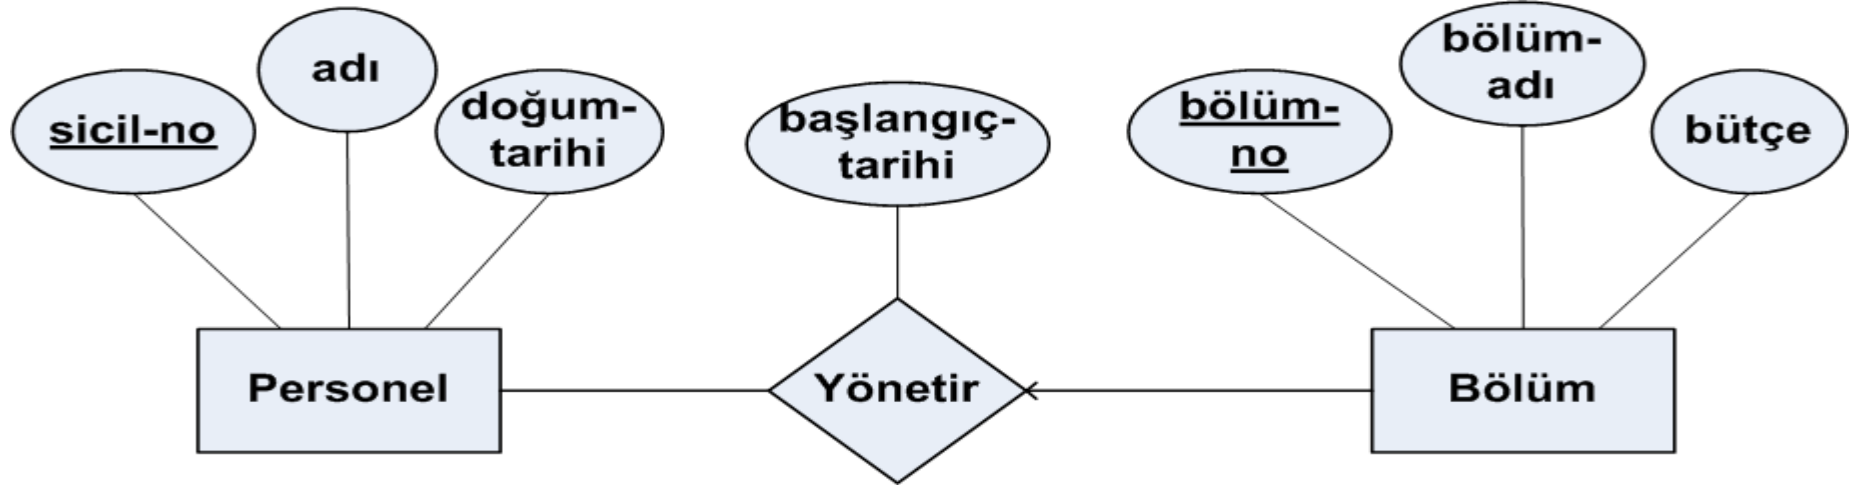 sicil-no
adı
doğum-
tarihi
başlangıç-
tarihi
bölüm-
no
bölüm-
adı
bütçe
Personel
Yönetir
Bölüm